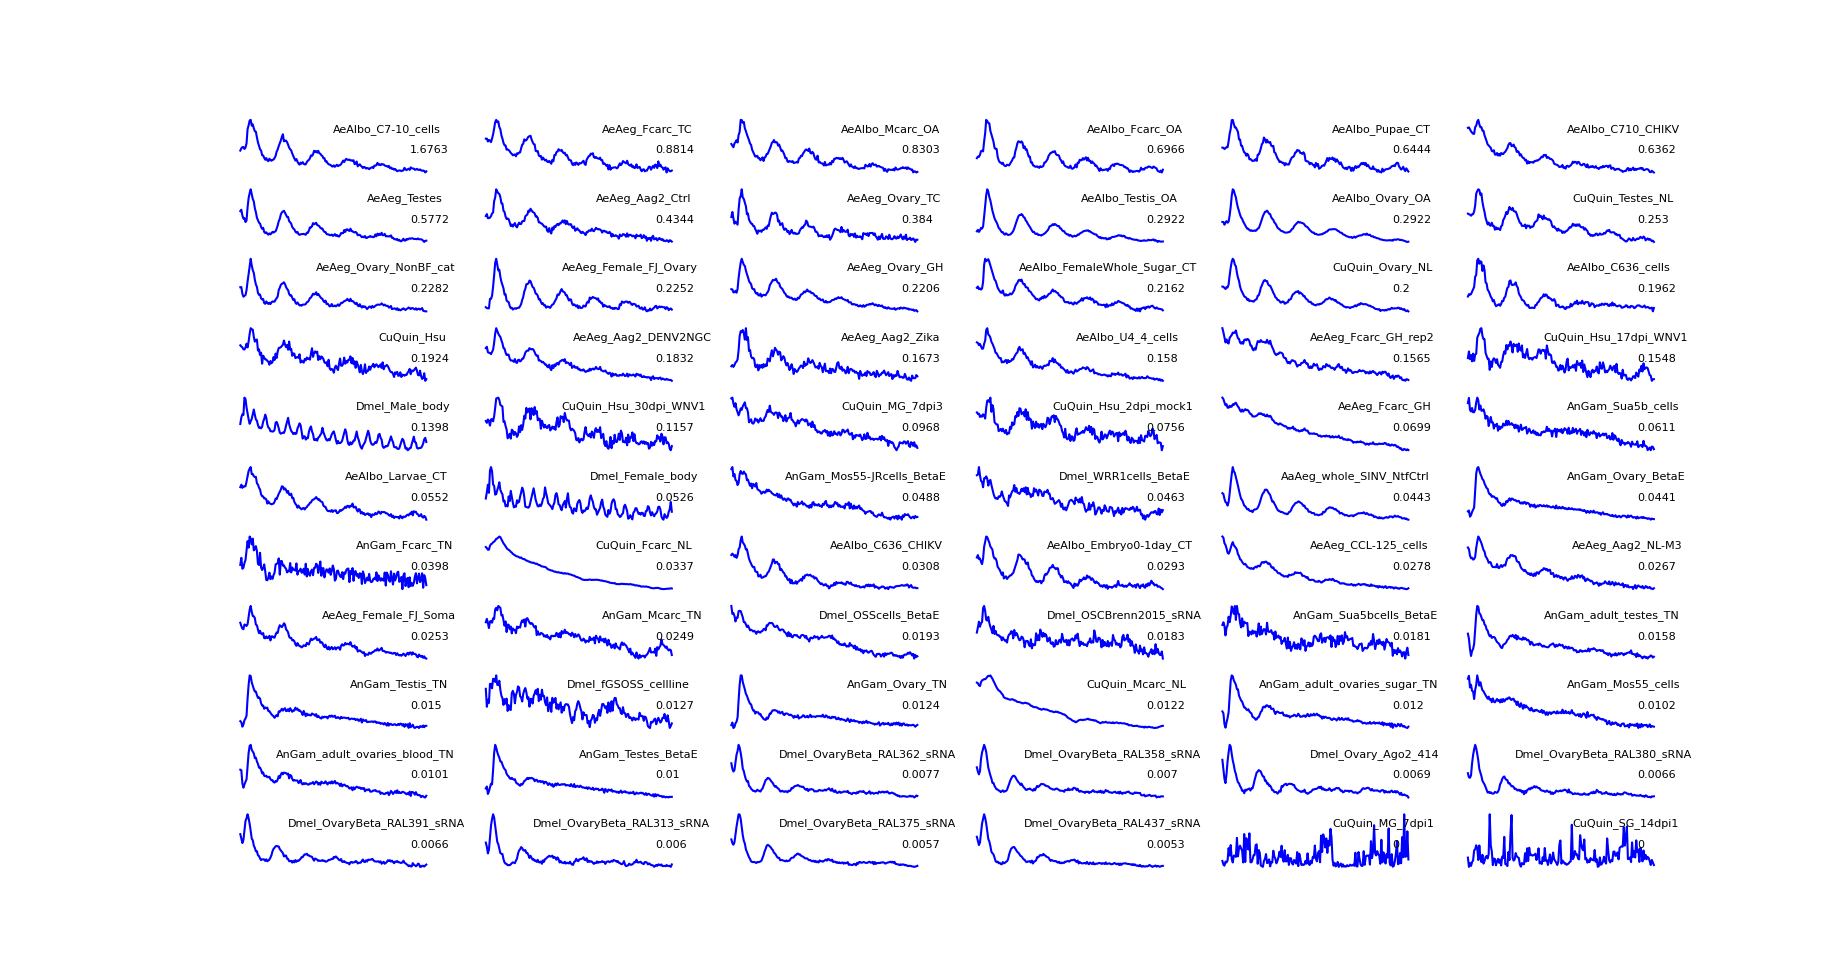 AeAlbo_C7-10_cells
1.6763
AeAeg_Fcarc_TC
0.8814
AeAlbo_Mcarc_OA
0.8303
AeAlbo_Fcarc_OA
0.6966
AeAlbo_Pupae_CT
0.6444
AeAlbo_C710_CHIKV
0.6362
AeAeg_Testes
0.5772
AeAeg_Aag2_Ctrl
0.4344
AeAeg_Ovary_TC
0.384
AeAlbo_Testis_OA
0.2922
AeAlbo_Ovary_OA
0.2922
CuQuin_Testes_NL
0.253
AeAeg_Ovary_NonBF_cat
0.2282
AeAeg_Female_FJ_Ovary
0.2252
AeAeg_Ovary_GH
0.2206
AeAlbo_FemaleWhole_Sugar_CT
0.2162
CuQuin_Ovary_NL
0.2
AeAlbo_C636_cells
0.1962
CuQuin_Hsu
0.1924
AeAeg_Aag2_DENV2NGC
0.1832
AeAeg_Aag2_Zika
0.1673
AeAlbo_U4_4_cells
0.158
AeAeg_Fcarc_GH_rep2
0.1565
CuQuin_Hsu_17dpi_WNV1
0.1548
Dmel_Male_body
0.1398
CuQuin_Hsu_30dpi_WNV1
0.1157
CuQuin_MG_7dpi3
0.0968
CuQuin_Hsu_2dpi_mock1
0.0756
AeAeg_Fcarc_GH
0.0699
AnGam_Sua5b_cells
0.0611
AeAlbo_Larvae_CT
0.0552
Dmel_Female_body
0.0526
AnGam_Mos55-JRcells_BetaE
0.0488
Dmel_WRR1cells_BetaE
0.0463
AaAeg_whole_SINV_NtfCtrl
0.0443
AnGam_Ovary_BetaE
0.0441
AnGam_Fcarc_TN
0.0398
CuQuin_Fcarc_NL
0.0337
AeAlbo_C636_CHIKV
0.0308
AeAlbo_Embryo0-1day_CT
0.0293
AeAeg_CCL-125_cells
0.0278
AeAeg_Aag2_NL-M3
0.0267
AeAeg_Female_FJ_Soma
0.0253
AnGam_Mcarc_TN
0.0249
Dmel_OSScells_BetaE
0.0193
Dmel_OSCBrenn2015_sRNA
0.0183
AnGam_Sua5bcells_BetaE
0.0181
AnGam_adult_testes_TN
0.0158
AnGam_Testis_TN
0.015
Dmel_fGSOSS_cellline
0.0127
AnGam_Ovary_TN
0.0124
CuQuin_Mcarc_NL
0.0122
AnGam_adult_ovaries_sugar_TN
0.012
AnGam_Mos55_cells
0.0102
AnGam_adult_ovaries_blood_TN
0.0101
AnGam_Testes_BetaE
0.01
Dmel_OvaryBeta_RAL362_sRNA
0.0077
Dmel_OvaryBeta_RAL358_sRNA
0.007
Dmel_Ovary_Ago2_414
0.0069
Dmel_OvaryBeta_RAL380_sRNA
0.0066
Dmel_OvaryBeta_RAL391_sRNA
0.0066
Dmel_OvaryBeta_RAL313_sRNA
0.006
Dmel_OvaryBeta_RAL375_sRNA
0.0057
Dmel_OvaryBeta_RAL437_sRNA
0.0053
CuQuin_MG_7dpi1
0
CuQuin_SG_14dpi1
0